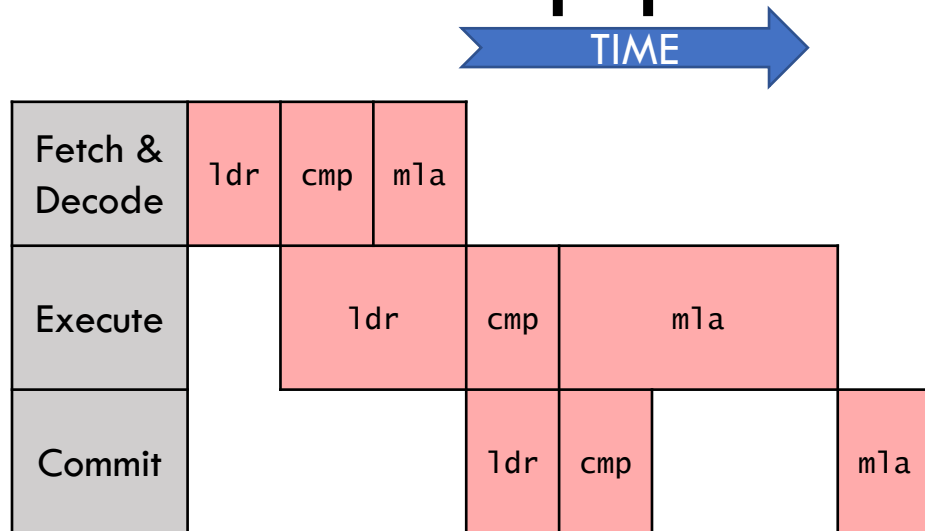 TIME
Fetch &
Decode
ldr cmp mla
Execute
ldr cmp mla
Commit
ldr cmp mla